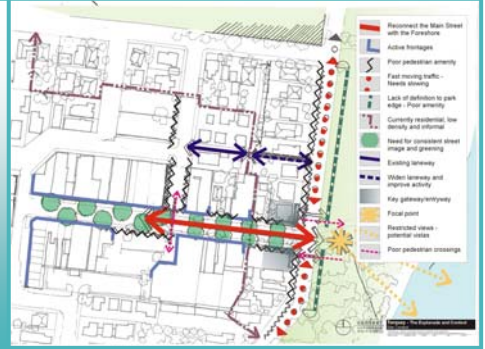 Reconnect the Main Street
with the Foreshore
Active frontages
Poor pedestrian amenity
Fast moving traffic -
Needs slowing
Lack of definition to park
edge - Poor amenity
Currently residential, low
density and informal
Need for consistent street
image and greening
Existing laneway
Widen laneway and
improve activity
Key gateway/entryway
Focal point
Restricted views -
potential vistas
Poor pedestrian crossings